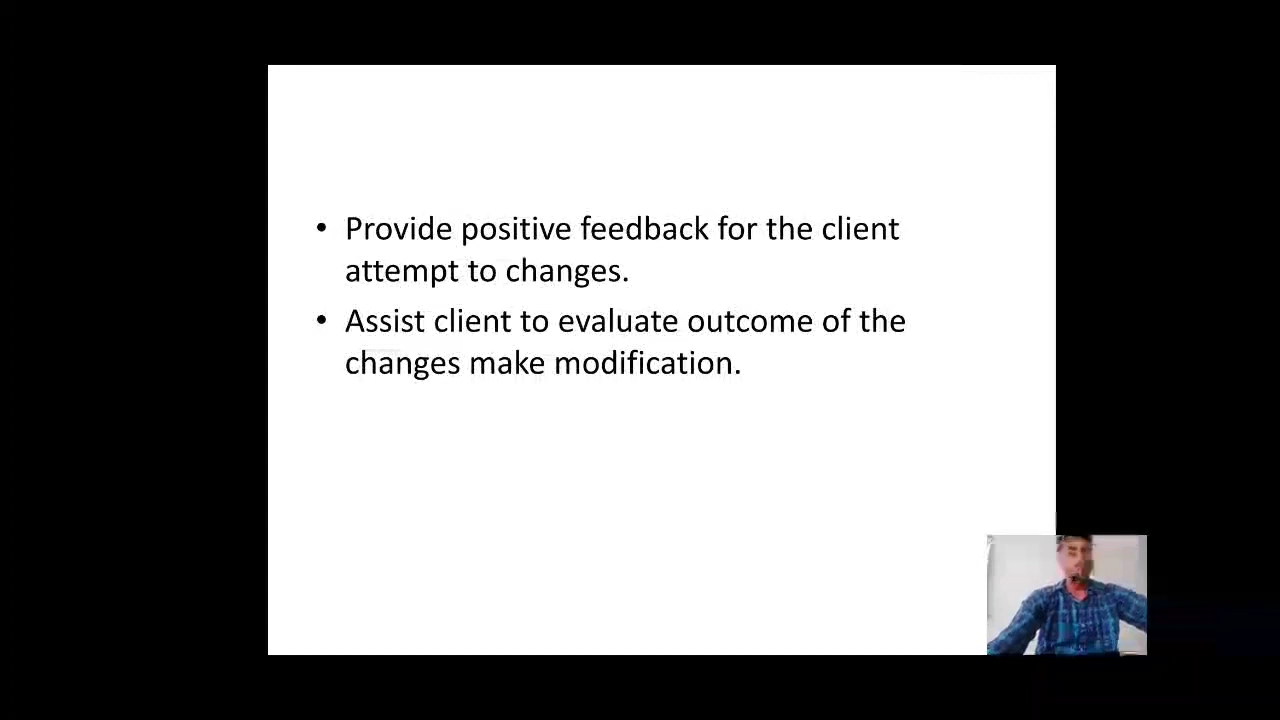 • Provide positive feedback for the client
attempt to changes.
• Assist client to evaluate outcome of the
changes make modification.